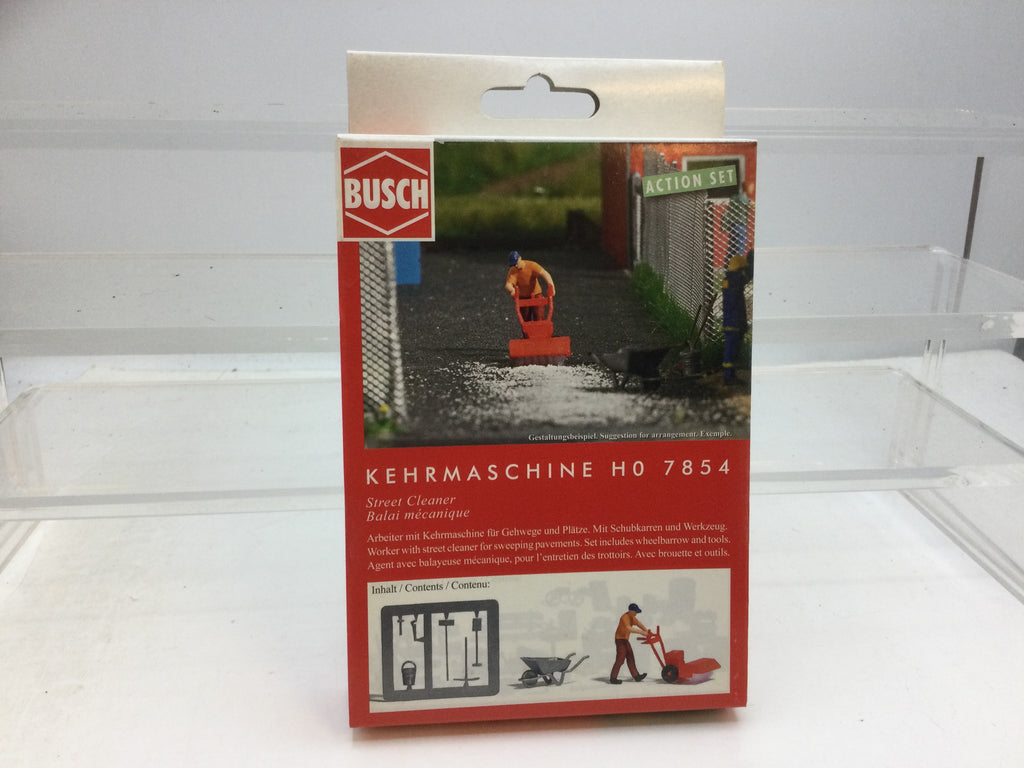 BUSCH
ACTION SET
Gestaltungsbeispiel. Suggestion for arrangement. Exemple.
KEHRMASCHINE H0 7854
Street Cleaner
Balai mécanique
Arbeiter mit Kehrmaschine für Gehwege und Plätze. Mit Schubkarren und Werkzeug.
Worker with street cleaner for sweeping pavements. Set includes wheelbarrow and tools.
Agent avec balayeuse mécanique, pour l'entretien des trottoirs. Avec brouette et outils.
Inhalt / Contents / Contenu: